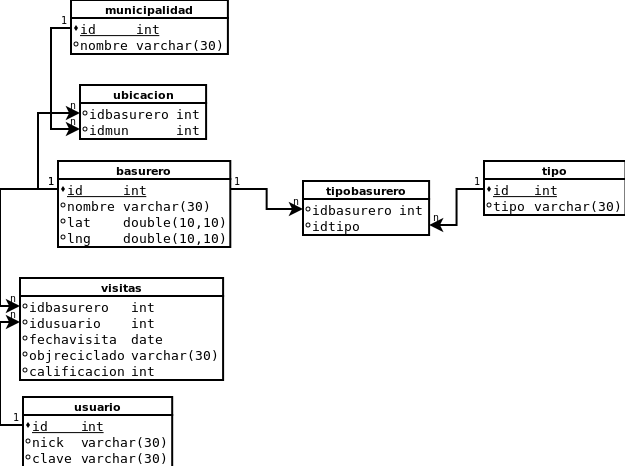 municipalidad
id int
nombre varchar(30)
1
n
n
ubicacion
idbasurero int
idmun int
1
basurero
id int
nombre varchar(30)
lat double(10,10)
lng double(10,10)
1
n
tipobasurero
idbasurero int
idtipo
n
1
tipo
id int
tipo varchar(30)
n
n
visitas
idbasurero int
idusuario int
fechavisita date
objreciclado varchar(30)
calificacion int
1
usuario
id int
nick varchar(30)
clave varchar(30)